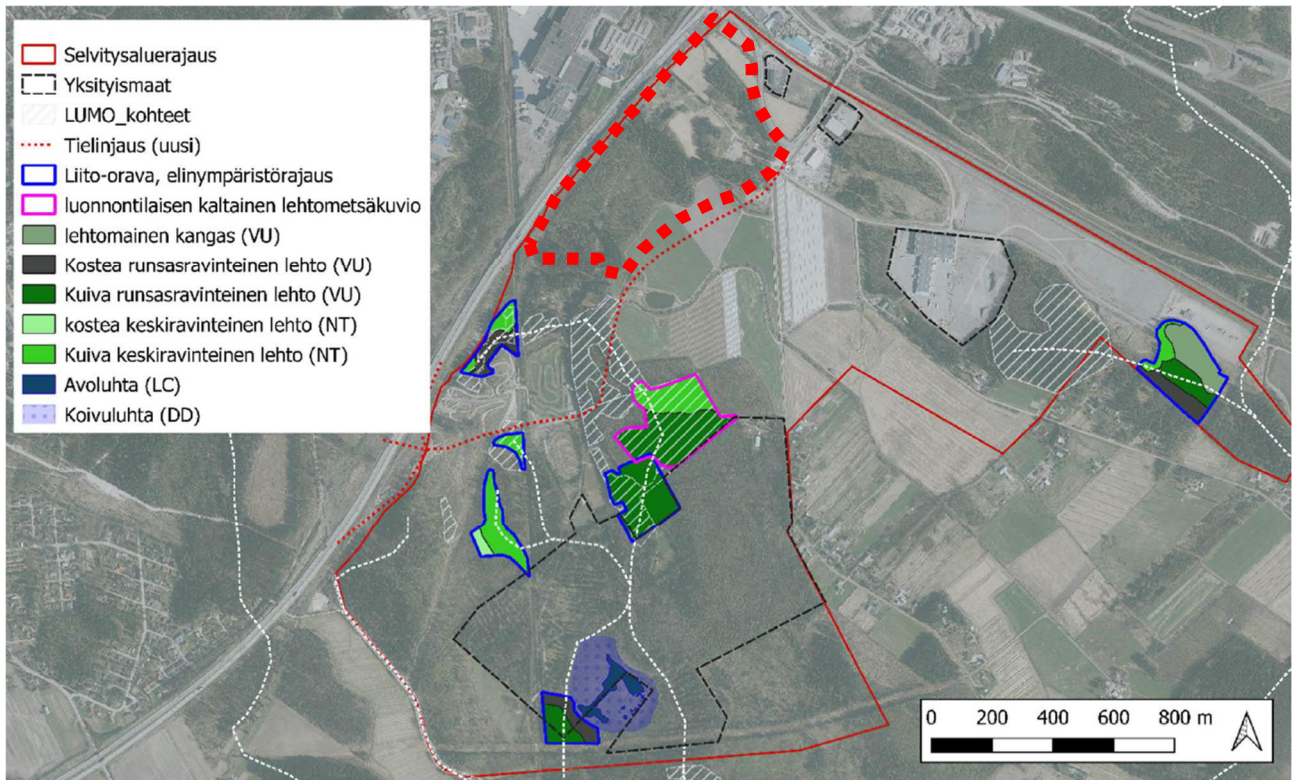 Selvitysaluerajaus
Yksityismaat
LUMO_kohteet
Tielinjaus (uusi)
Liito-orava, elinympäristörajaus
luonnontilaisen kaltainen lehtometsäkuvio
lehtomainen kangas (VU)
Kostea runsasravinteinen lehto (VU)
Kuiva runsasravinteinen lehto (VU)
kostea keskiravinteinen lehto (NT)
Kuiva keskiravinteinen lehto (NT)
Avoluhta (LC)
Koivuluhta (DD)
0 200 400 600 800 m